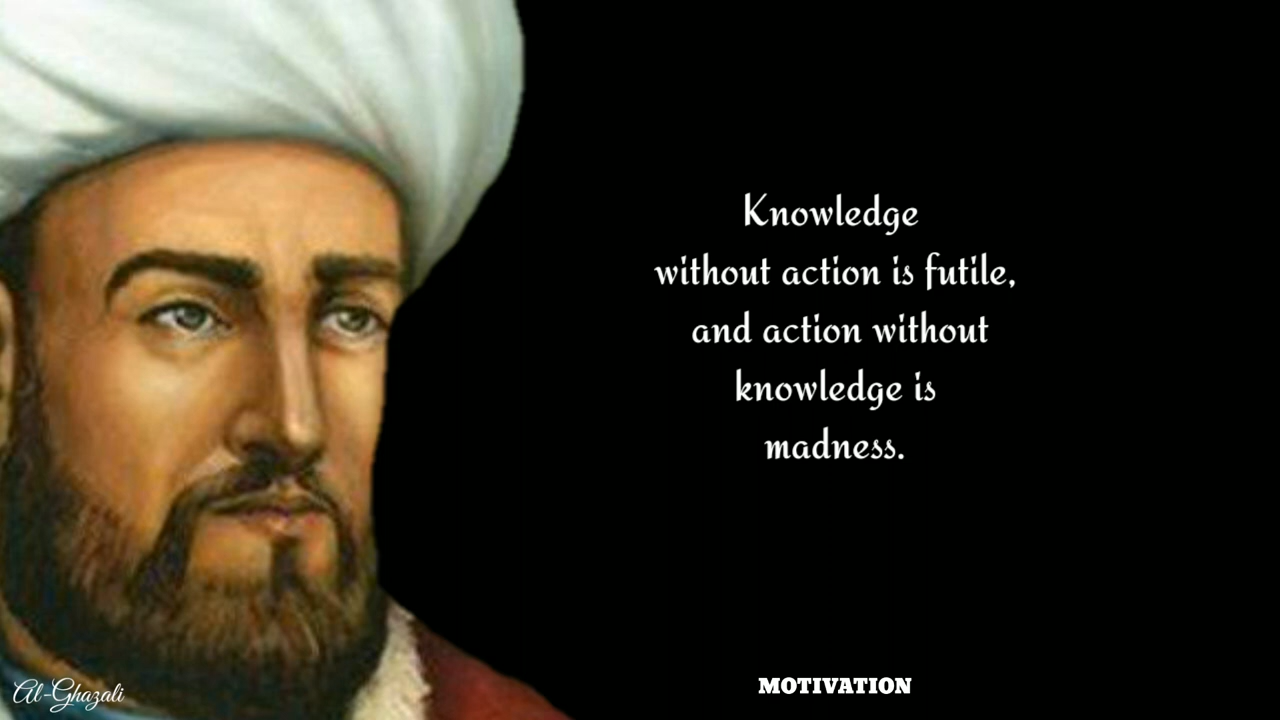 Knowledge
without action is futile,
and action without
knowledge is
madness.
Al-Ghazali
MOTIVATION